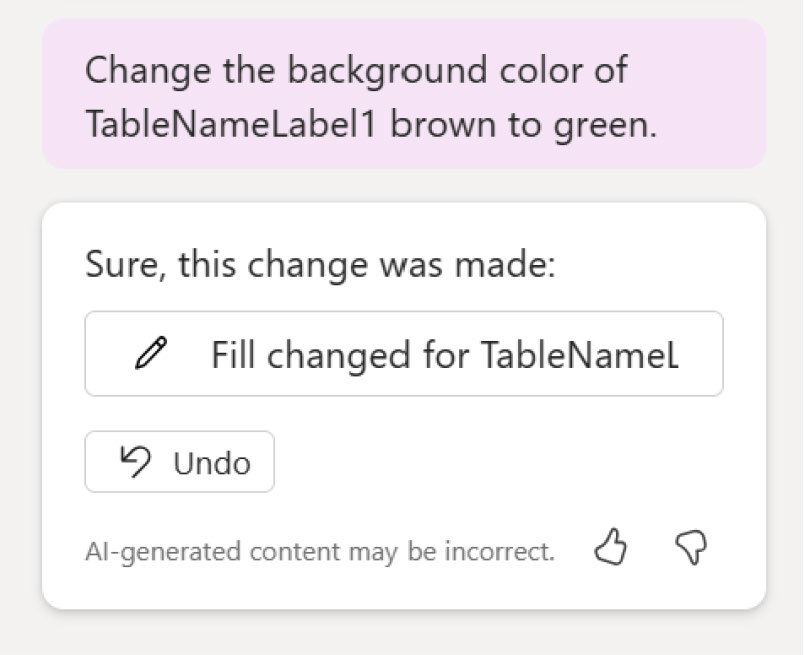 Change the background color of
TableNameLabel1 brown to green.
Sure, this change was made:
Fill changed for TableNameL
Undo
AI-generated content may be incorrect.